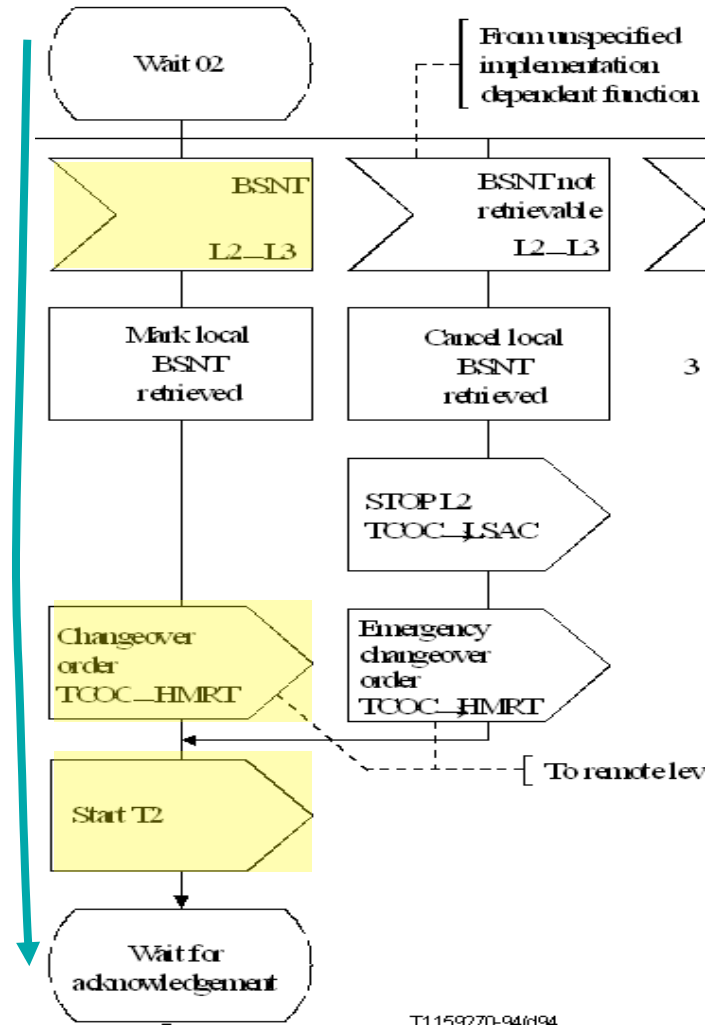 Wait 02
From unspecified
implementation
dependent function
BSNT
L2_L3
BSNT not
retrievable
L2_L3
Mark local
BSNT
retrieved
Cancel local
BSNT
retrieved
3
STOP L2
TCOC_LSAC
Changeover
order
TCOC_HMRT
Emergency
changeover
order
TCOC_HMRT
To remote lev
Start T2
Wait for
acknowledgement
T1159270-94/d94